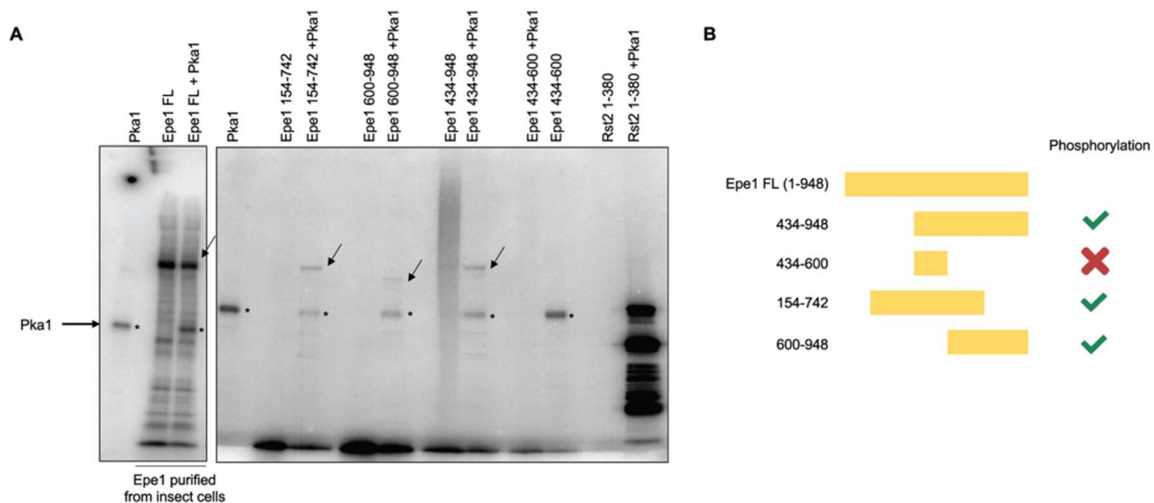 A
Pka1
Epe1 FL
Epe1 FL + Pka1
Pka1
Epe1 154-742
Epe1 154-742 +Pka1
Epe1 600-948
Epe1 600-948 +Pka1
Epe1 434-948
Epe1 434-948 +Pka1
Epe1 434-600 +Pka1
Epe1 434-600
Rst2 1-380
Rst2 1-380 +Pka1
Pka1
*
*
*
*
*
*
*
Epe1 purified
from insect cells
B
Phosphorylation
Epe1 FL (1-948)
434-948
434-600
154-742
600-948